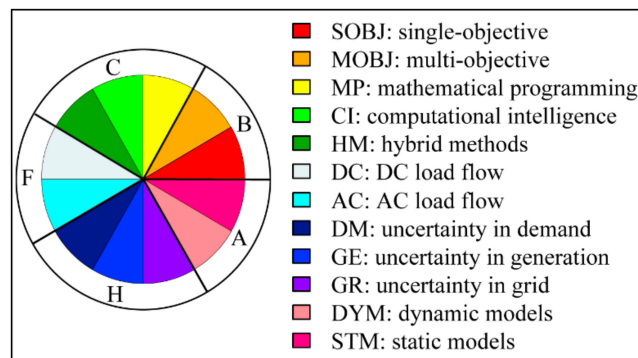 C
B
F
A
H
SOBJ: single-objective
MOBJ: multi-objective
MP: mathematical programming
CI: computational intelligence
HM: hybrid methods
DC: DC load flow
AC: AC load flow
DM: uncertainty in demand
GE: uncertainty in generation
GR: uncertainty in grid
DYM: dynamic models
STM: static models